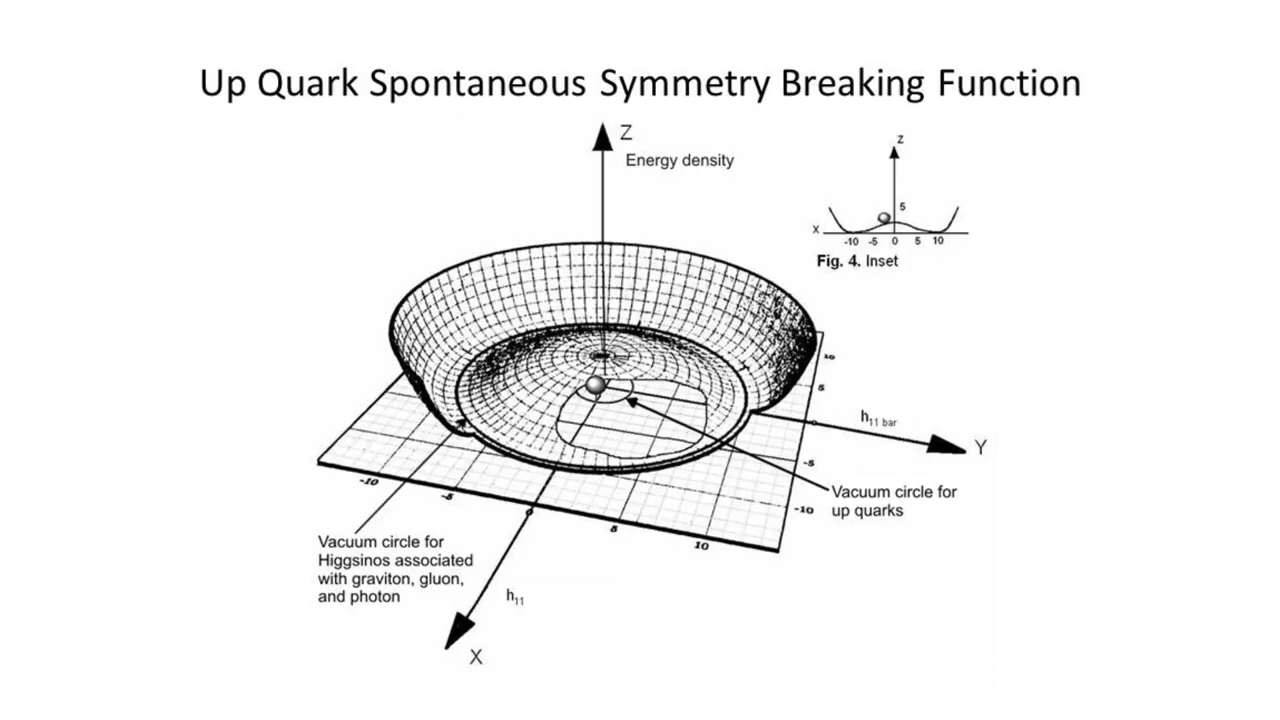 Up Quark Spontaneous Symmetry Breaking Function
Z
Energy density
Z
5
X
-10 -5 0 5 10
Fig. 4. Inset
10
5
h11 bar
Y
-5
-10
-10
-5
5
10
Vacuum circle for
up quarks
Vacuum circle for
Higgsinos associated
with graviton, gluon,
and photon
h11
X